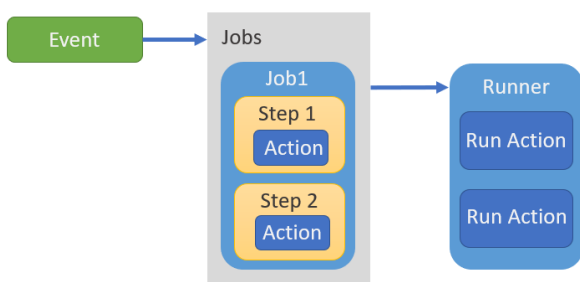 Event
Jobs
Job1
Step 1
Action
Step 2
Action
Runner
Run Action
Run Action